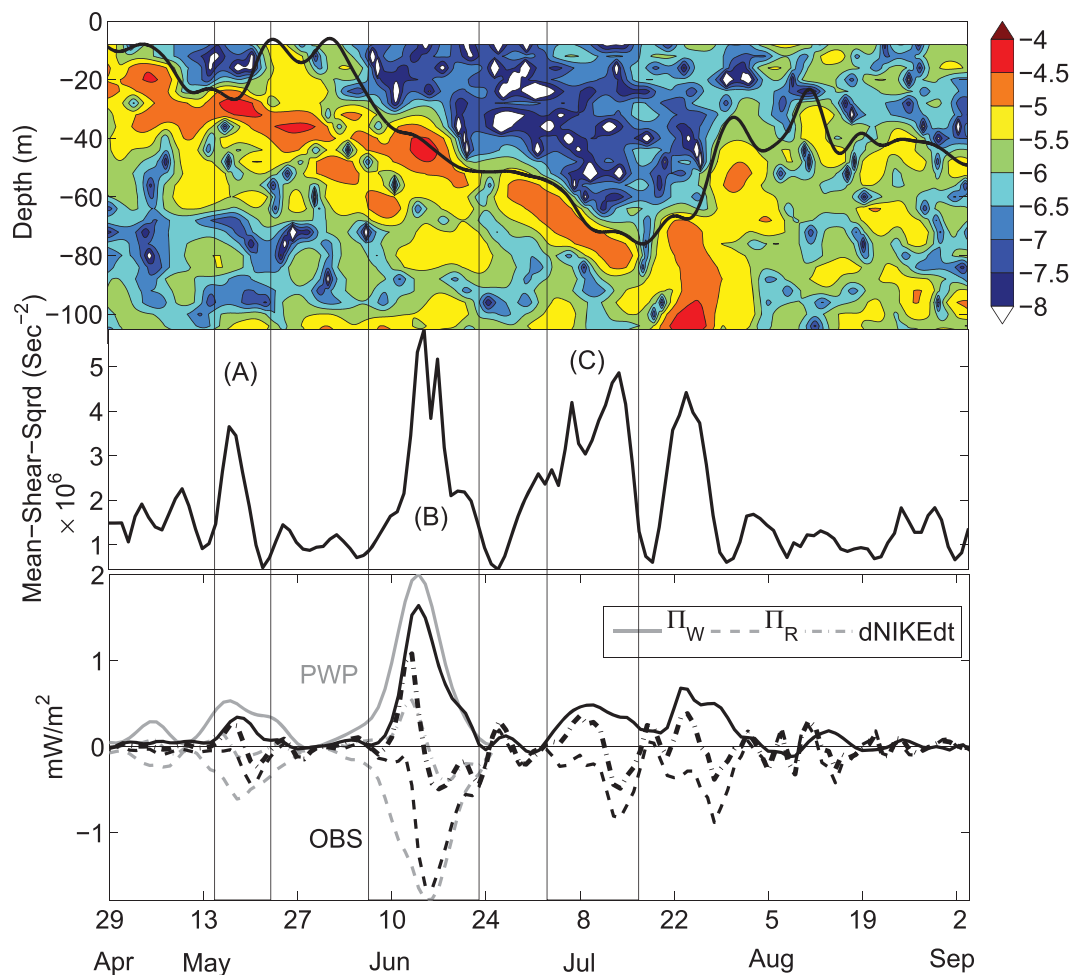 0
−20
−40
−60
−80
−100
Depth (m)
−4
−4.5
−5
−5.5
−6
−6.5
−7
−7.5
−8
5
4
3
2
1
Mean−Shear−Sqrd (Sec⁻²)
× 10⁶
(A)
(B)
(C)
2
1
0
−1
mW/m²
PWP
OBS
Π_W Π_R dNIKEdt
29 13 27 10 24 8 22 5 19 2
Apr May Jun Jul Aug Sep